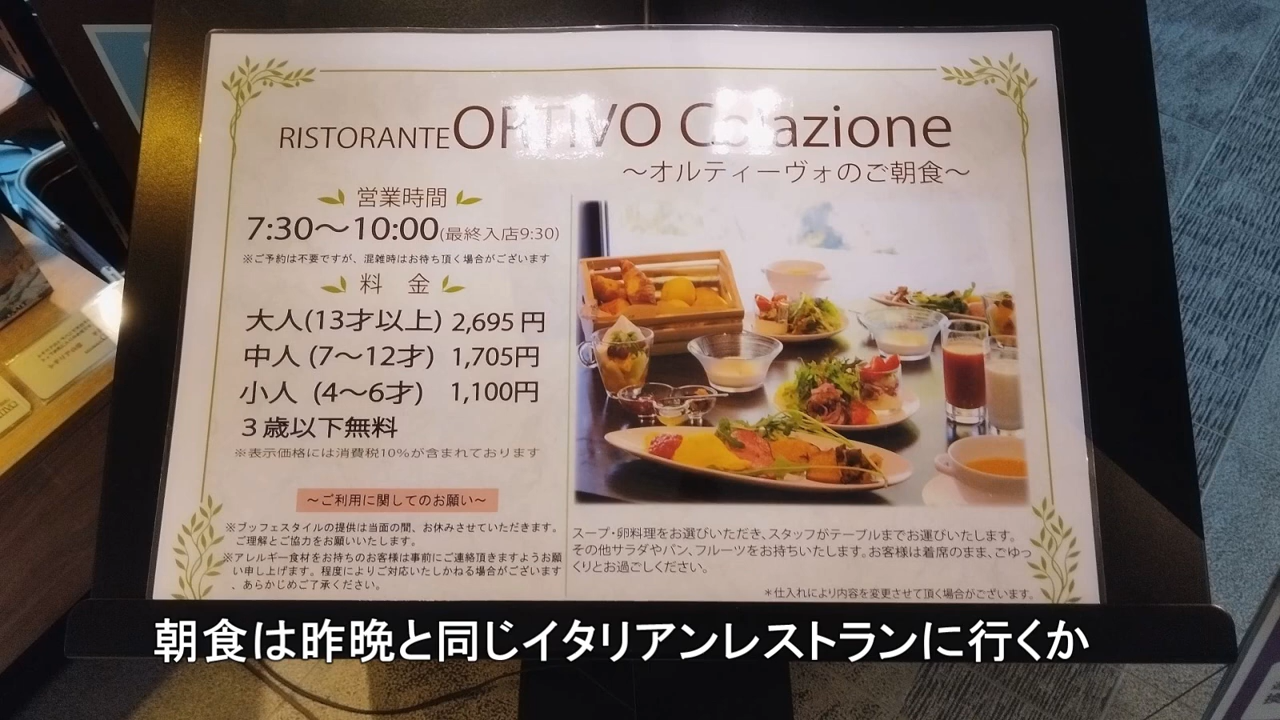 RISTORANTE ORTIVO Colazione
～オルティーヴォのご朝食～
営業時間
7:30～10:00(最終入店9:30)
※ご予約は不要ですが、混雑時はお待ち頂く場合がございます
料 金
大人(13才以上) 2,695円
中人 (7～12才) 1,705円
小人 (4～6才) 1,100円
３歳以下無料
※表示価格には消費税10%が含まれております
～ご利用に関してのお願い～
※ブッフェスタイルの提供は当面の間、お休みさせていただきます。
ご理解とご協力をお願いいたします。
※アレルギー食材をお持ちのお客様は事前にご連絡頂きますようお願
い申し上げます。程度によりご対応いたしかねる場合がございます
、あらかじめご了承ください。
スープ・卵料理をお選びいただき、スタッフがテーブルまでお運びいたします。
その他サラダやパン、フルーツをお持ちいたします。お客様は着席のまま、ごゆっ
くりとお過ごしください。
＊仕入れにより内容を変更させて頂く場合がございます。
朝食は昨晩と同じイタリアンレストランに行くか